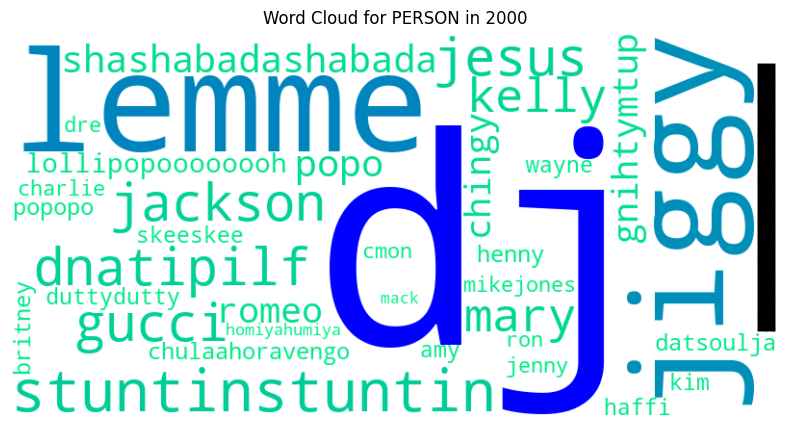 Word Cloud for PERSON in 2000
shashabadashabada
jesus
lemme
kelly
gnihtymtup
jiggy
dre
lollipopoooooooh
popo
chingy
wayne
charlie
popopo
jackson
dj
skeeskee
cmon
henny
dnatipilf
mikejones
duttydutty
mack
britney
gucci
romeo
homiyahumiya
mary
ron
datsoulja
chulaahoravengo
amy
jenny
stuntinstuntin
kim
haffi